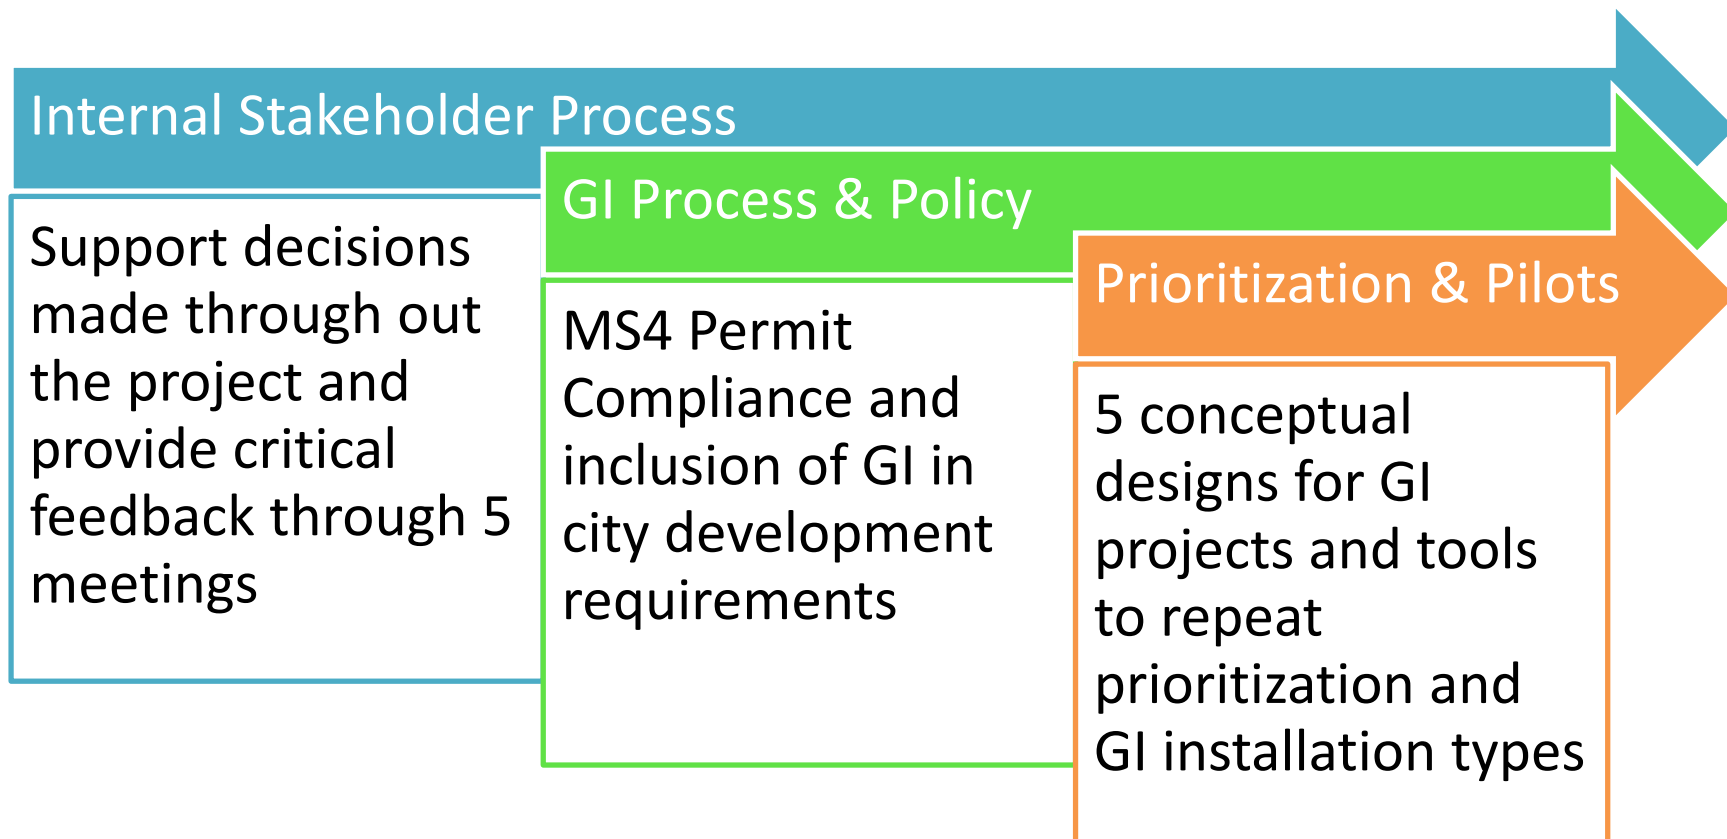 Internal Stakeholder Process
Support decisions
made through out
the project and
provide critical
feedback through 5
meetings
GI Process & Policy
MS4 Permit
Compliance and
inclusion of GI in
city development
requirements
Prioritization & Pilots
5 conceptual
designs for GI
projects and tools
to repeat
prioritization and
GI installation types